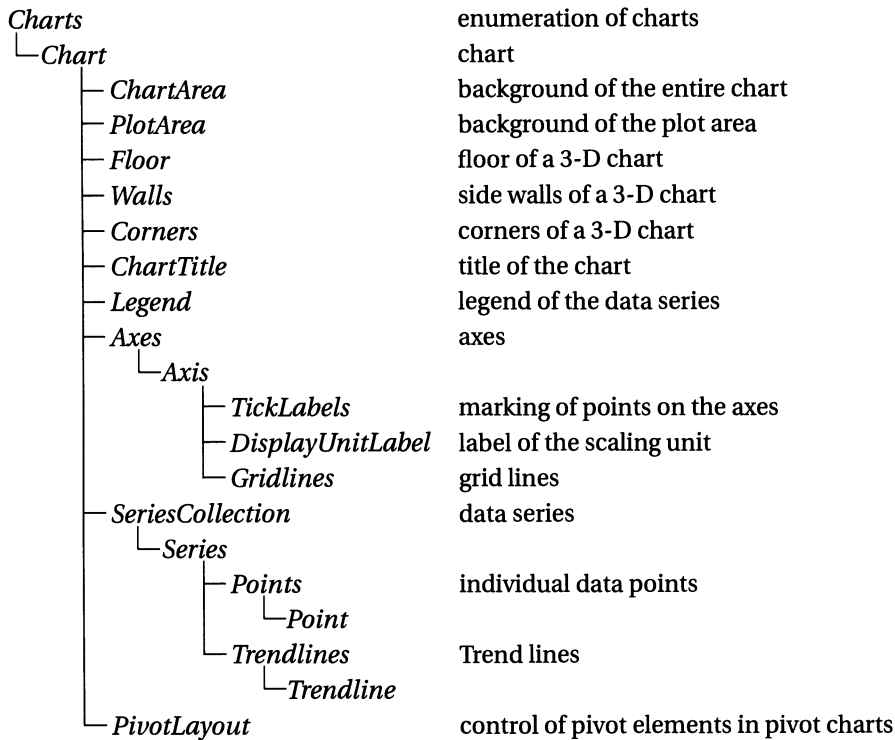 Charts enumeration of charts
Chart chart
ChartArea background of the entire chart
PlotArea background of the plot area
Floor floor of a 3-D chart
Walls side walls of a 3-D chart
Corners corners of a 3-D chart
ChartTitle title of the chart
Legend legend of the data series
Axes axes
Axis
TickLabels marking of points on the axes
DisplayUnitLabel label of the scaling unit
Gridlines grid lines
SeriesCollection data series
Series
Points individual data points
Point
Trendlines Trend lines
Trendline
PivotLayout control of pivot elements in pivot charts